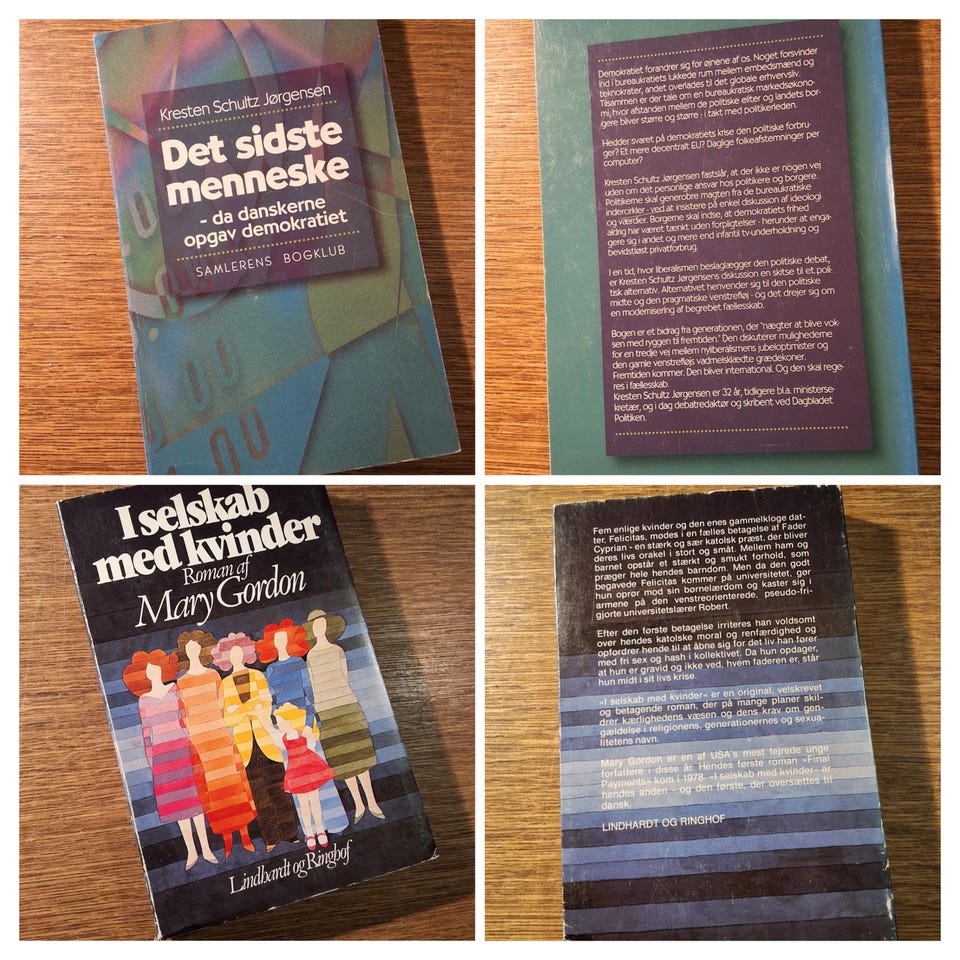 Kresten Schultz Jørgensen
Det sidste
menneske
- da danskerne
opgav demokratiet
SAMLERENS BOGKLUB
Demokratiet forandrer sig for øjnene af os. Noget forsvinder
ind i bureaukratiets lukkede rum mellem embedsmænd og
teknokrater, andet overlades til det globale erhvervsliv.
Tilsammen er der tale om en bureaukratisk markedsøkono-
mi, hvor afstanden mellem de politiske eliter og landets bor-
gere bliver større og større - i takt med politikerleden.
Hedder svaret på demokratiets krise den politiske forbru-
ger? Et mere decentralt EU? Daglige folkeafstemninger per
computer?
Kresten Schultz Jørgensen fastslår, at der ikke er nogen vej
uden om det personlige ansvar hos politikere og borgere.
Politikerne skal generobre magten fra de bureaukratiske
indercirkler - ved at insistere på enkel diskussion af ideologi
og værdier. Borgerne skal indse, at demokratiets frihed
aldrig har været tænkt uden forpligtelser - herunder at enga-
gere sig i andet og mere end infantil tv-underholdning og
bevidstløst privatforbrug.
I en tid, hvor liberalismen beslaglægger den politiske debat,
er Kresten Schultz Jørgensens diskussion en skitse til et poli-
tisk alternativ. Alternativet henvender sig til den politiske
midte og den pragmatiske venstrefløj - og det drejer sig om
en modernisering af begrebet fællesskab.
Bogen er et bidrag fra generationen, der "nægter at blive vok-
sen med ryggen til fremtiden." Den diskuterer mulighederne
for en tredje vej mellem nyliberalismens jubeloptimister og
den gamle venstrefløjs vadmelsklædte grædekoner.
Fremtiden kommer. Den bliver international. Og den skal rege-
res i fællesskab.
Kresten Schultz Jørgensen er 32 år, tidligere bl.a. ministerse-
kretær, og i dag debatredaktør og skribent ved Dagbladet
Politiken.
I selskab
med kvinder
Roman af
Mary Gordon
Lindhardt og Ringhof
Fem enlige kvinder og den enes gammelkloge dat-
ter, Felicitas, mødes i en fælles betagelse af Fader
Cyprian - en stærk og sær katolsk præst, der bliver
deres livs orakel i stort og småt. Mellem ham og
barnet opstår et stærkt og smukt forhold, som
præger hele hendes barndom. Men da den godt
begavede Felicitas kommer på universitetet, gør
hun oprør mod sin børnelærdom og kaster sig i
armene på den venstreorienterede, pseudo-fri-
gjorte universitetslærer Robert.
Efter den første betagelse irriteres han voldsomt
over hendes katolske moral og renfærdighed og
opfordrer hende til at åbne sig for det liv han fører
med fri sex og hash i kollektivet. Da hun opdager,
at hun er gravid og ikke ved, hvem faderen er, står
hun midt i sit livs krise.
»I selskab med kvinder« er en original, velskrevet
og betagende roman, der på mange planer skil-
drer kærlighedens væsen og dens krav om gen-
gældelse i religionens, generationernes og sexua-
litetens navn.
Mary Gordon er en af USA's mest fejrede unge
forfattere i disse år. Hendes første roman »Final
Payments« kom i 1978. »I selskab med kvinder« er
hendes anden - og den første, der oversættes til
dansk.
LINDHARDT OG RINGHOF